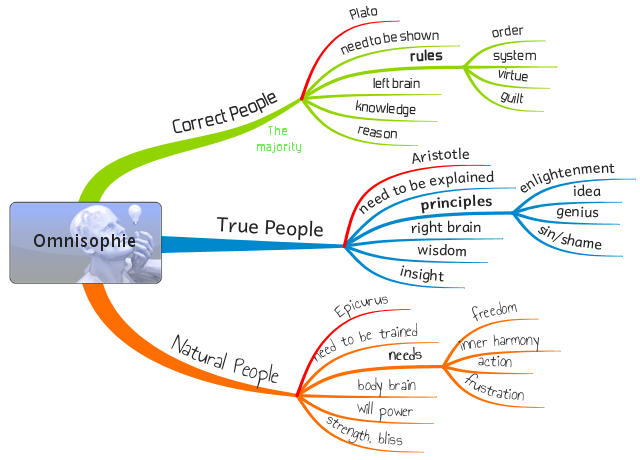 Plato
need to be shown
rules
order
system
virtue
guilt
left brain
knowledge
reason
Correct People
The
majority
Aristotle
need to be explained
principles
enlightenment
idea
genius
sin/shame
right brain
wisdom
insight
True People
Omnisophie
Natural People
Epicurus
need to be trained
needs
freedom
inner harmony
action
frustration
body brain
will power
strength, bliss